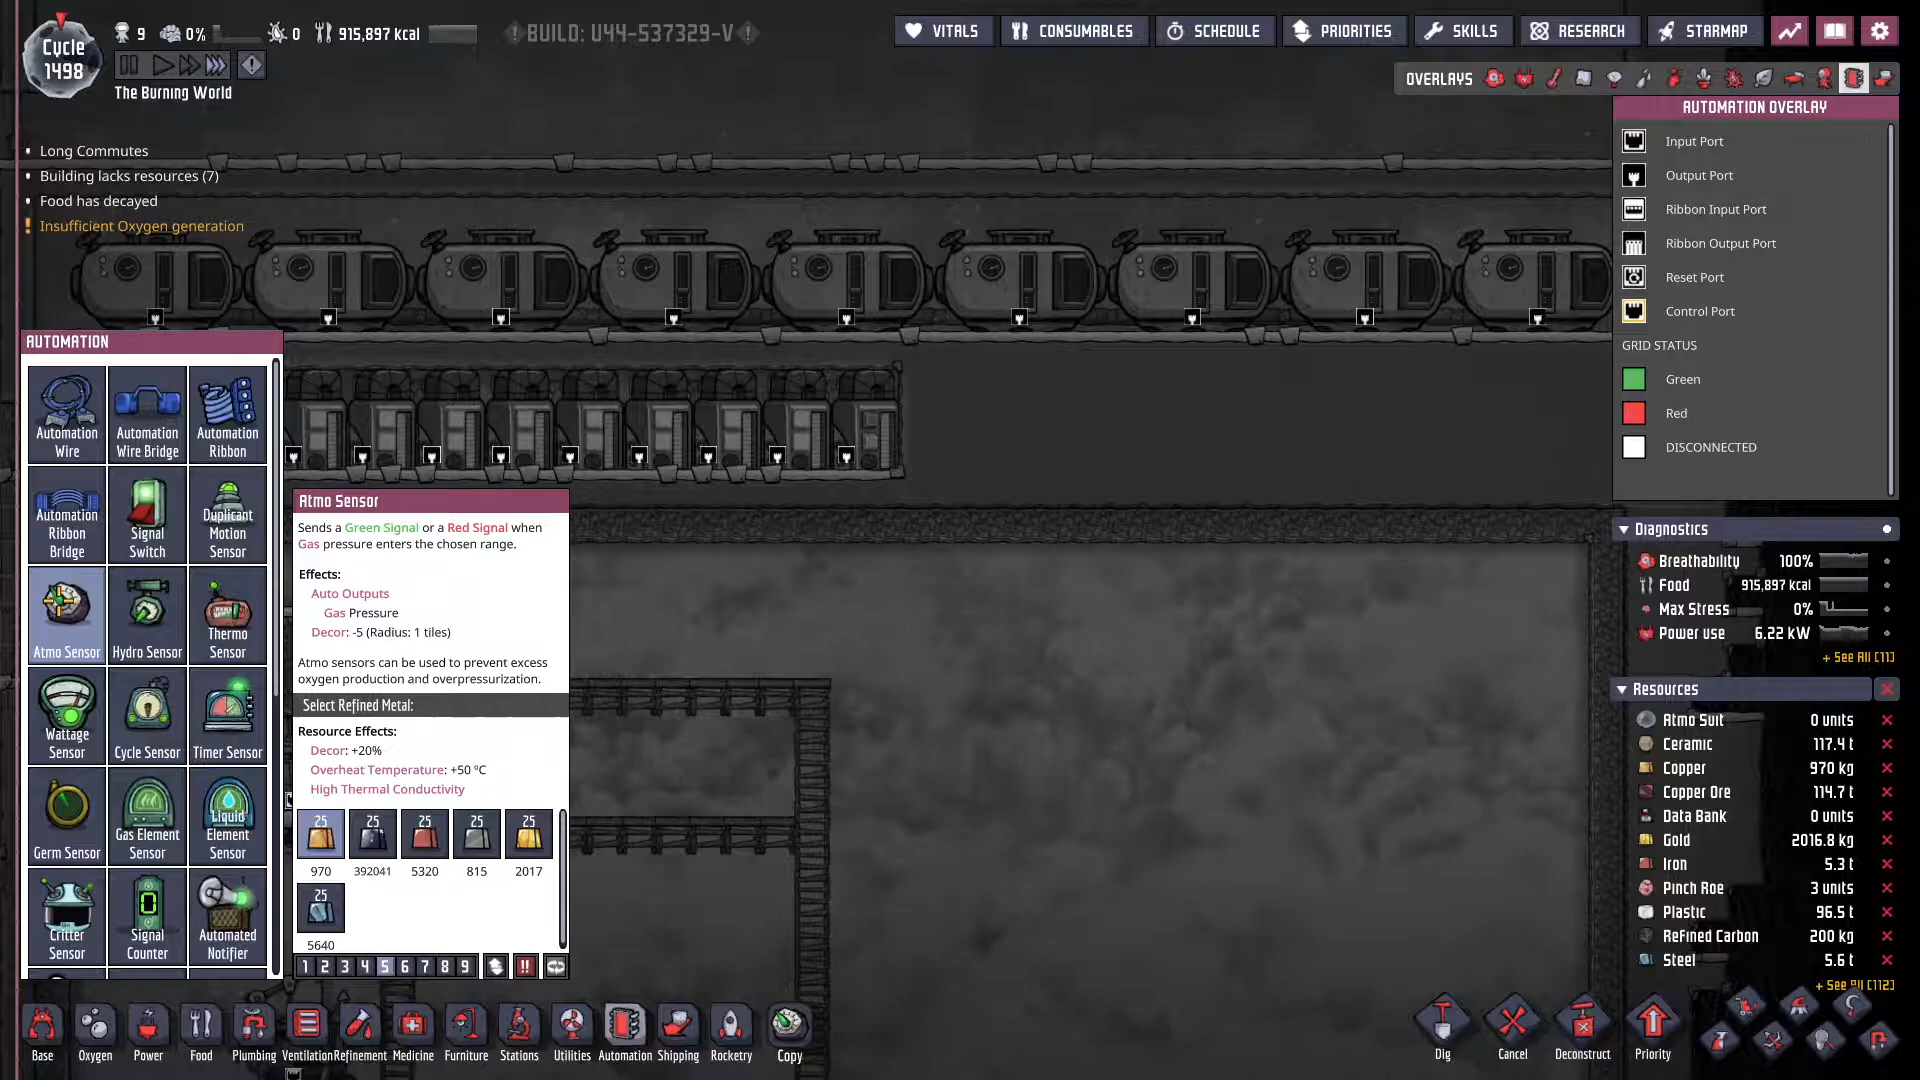 Cycle
1498
9
0%
0
915,897 kcal
BUILD: U44-537329-V
VITALS
CONSUMABLES
SCHEDULE
PRIORITIES
SKILLS
RESEARCH
STARMAP
The Burning World
OVERLAYS
AUTOMATION OVERLAY
Input Port
Output Port
Ribbon Input Port
Ribbon Output Port
Reset Port
Control Port
GRID STATUS
Green
Red
DISCONNECTED
• Long Commutes
• Building lacks resources (7)
• Food has decayed
! Insufficient Oxygen generation
AUTOMATION
Automation Wire
Automation Wire Bridge
Automation Ribbon
Automation Ribbon Bridge
Signal Switch
Duplicant Motion Sensor
Atmo Sensor
Hydro Sensor
Thermo Sensor
Wattage Sensor
Cycle Sensor
Timer Sensor
Germ Sensor
Gas Element Sensor
Liquid Element Sensor
Critter Sensor
Signal Counter
Automated Notifier
Atmo Sensor
Sends a Green Signal or a Red Signal when
Gas pressure enters the chosen range.
Effects:
Auto Outputs
Gas Pressure
Decor: -5 (Radius: 1 tiles)
Atmo sensors can be used to prevent excess
oxygen production and overpressurization.
Select Refined Metal:
Resource Effects:
Decor: +20%
Overheat Temperature: +50 °C
High Thermal Conductivity
25 25 25 25 25
970 392041 5320 815 2017
25
5640
1 2 3 4 5 6 7 8 9 !!
Diagnostics
Breathability 100%
Food 915,897 kcal
Max Stress 0%
Power use 6.22 kW
+ See All (11)
Resources
Atmo Suit 0 units
Ceramic 117.4 t
Copper 970 kg
Copper Ore 114.7 t
Data Bank 0 units
Gold 2016.8 kg
Iron 5.3 t
Pinch Roe 3 units
Plastic 96.5 t
Refined Carbon 200 kg
Steel 5.6 t
+ See All (112)
Base
Oxygen
Power
Food
Plumbing
Ventilation
Refinement
Medicine
Furniture
Stations
Utilities
Automation
Shipping
Rocketry
Copy
Dig
Cancel
Deconstruct
Priority